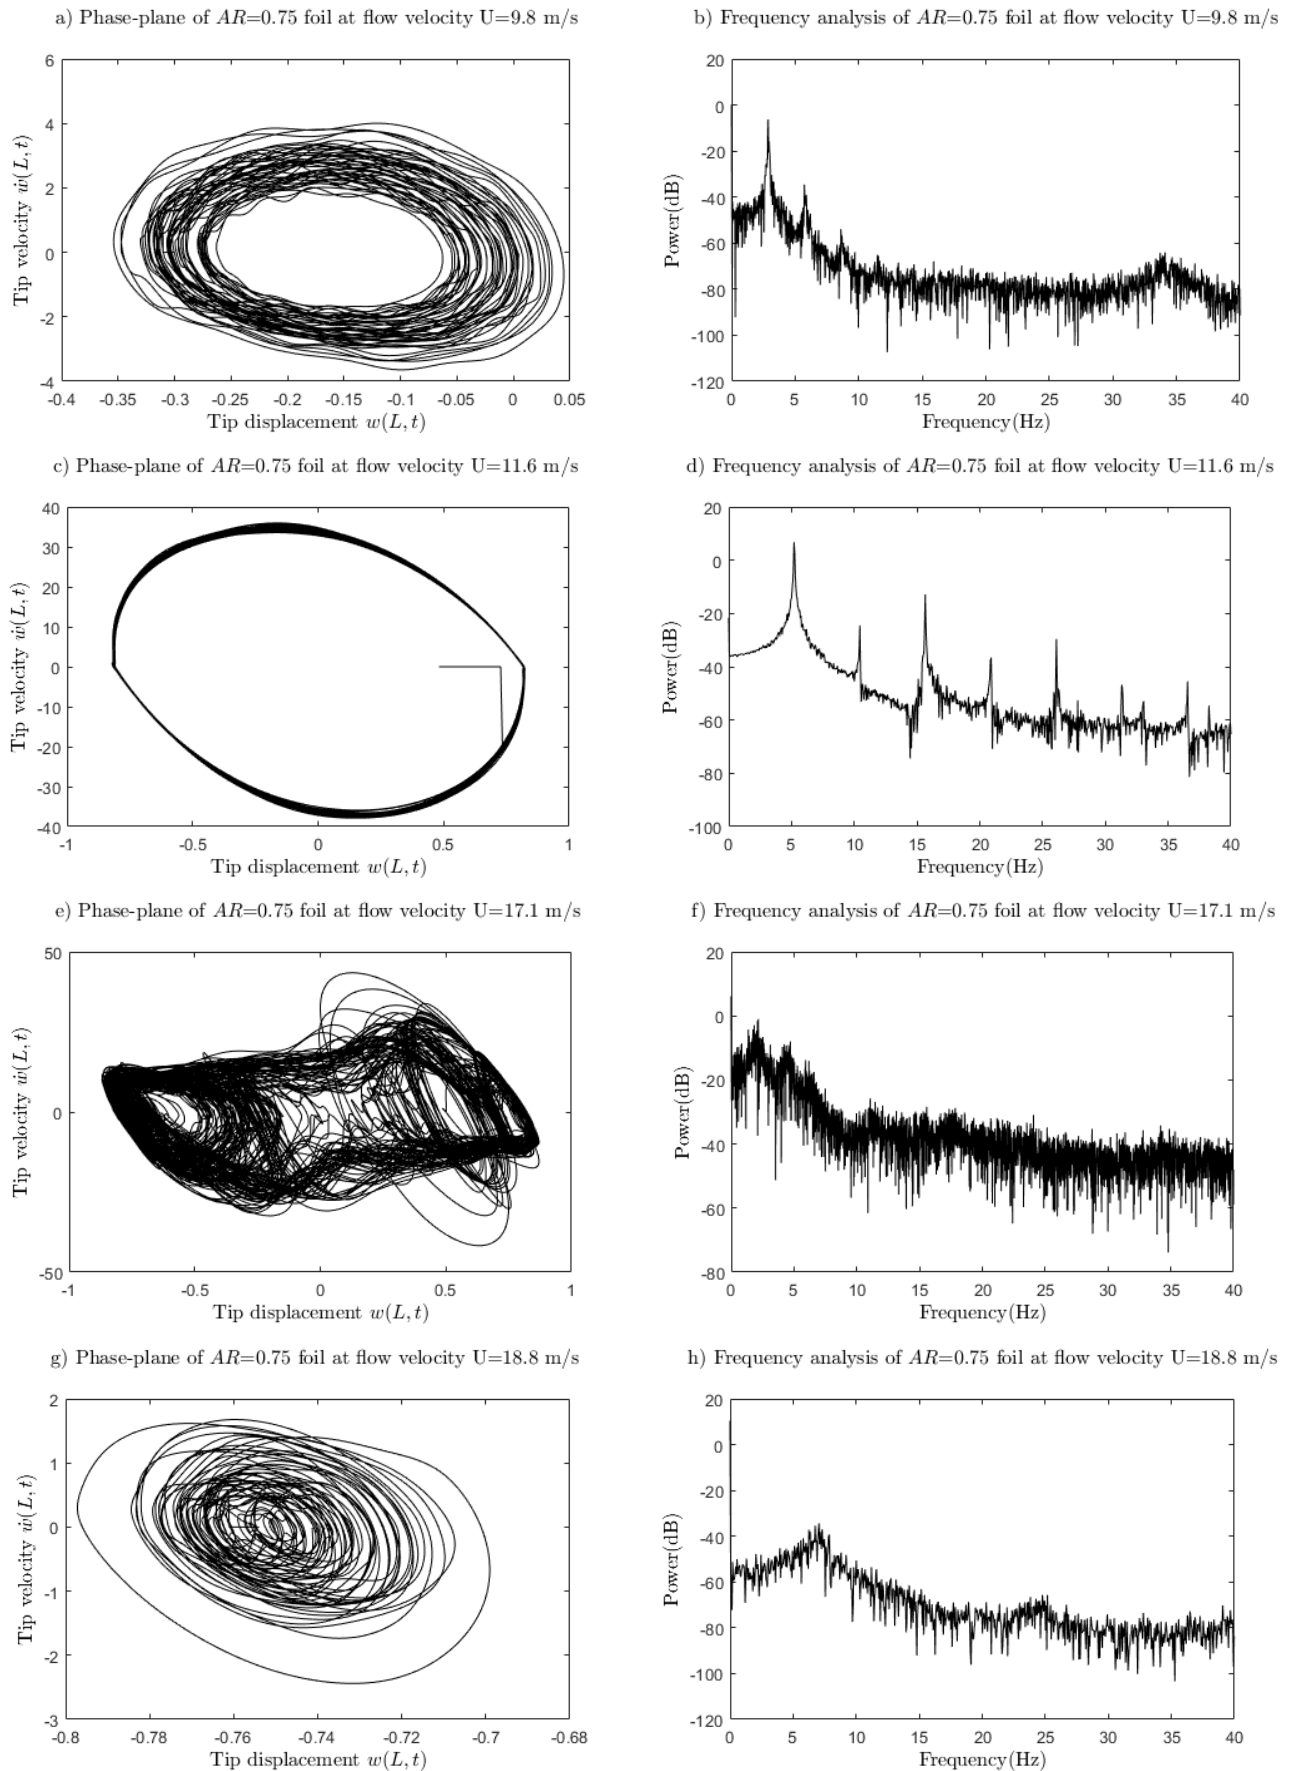 a) Phase-plane of AR=0.75 foil at flow velocity U=9.8 m/s
6
4
2
0
-2
-4
-0.4 -0.35 -0.3 -0.25 -0.2 -0.15 -0.1 -0.05 0 0.05
Tip velocity ẇ(L, t)
Tip displacement w(L, t)
b) Frequency analysis of AR=0.75 foil at flow velocity U=9.8 m/s
20
0
-20
-40
-60
-80
-100
-120
0 5 10 15 20 25 30 35 40
Power(dB)
Frequency(Hz)
c) Phase-plane of AR=0.75 foil at flow velocity U=11.6 m/s
40
30
20
10
0
-10
-20
-30
-40
-1 -0.5 0 0.5 1
Tip velocity ẇ(L, t)
Tip displacement w(L, t)
d) Frequency analysis of AR=0.75 foil at flow velocity U=11.6 m/s
20
0
-20
-40
-60
-80
-100
0 5 10 15 20 25 30 35 40
Power(dB)
Frequency(Hz)
e) Phase-plane of AR=0.75 foil at flow velocity U=17.1 m/s
50
0
-50
-1 -0.5 0 0.5 1
Tip velocity ẇ(L, t)
Tip displacement w(L, t)
f) Frequency analysis of AR=0.75 foil at flow velocity U=17.1 m/s
20
0
-20
-40
-60
-80
0 5 10 15 20 25 30 35 40
Power(dB)
Frequency(Hz)
g) Phase-plane of AR=0.75 foil at flow velocity U=18.8 m/s
2
1
0
-1
-2
-3
-0.8 -0.78 -0.76 -0.74 -0.72 -0.7 -0.68
Tip velocity ẇ(L, t)
Tip displacement w(L, t)
h) Frequency analysis of AR=0.75 foil at flow velocity U=18.8 m/s
20
0
-20
-40
-60
-80
-100
-120
0 5 10 15 20 25 30 35 40
Power(dB)
Frequency(Hz)